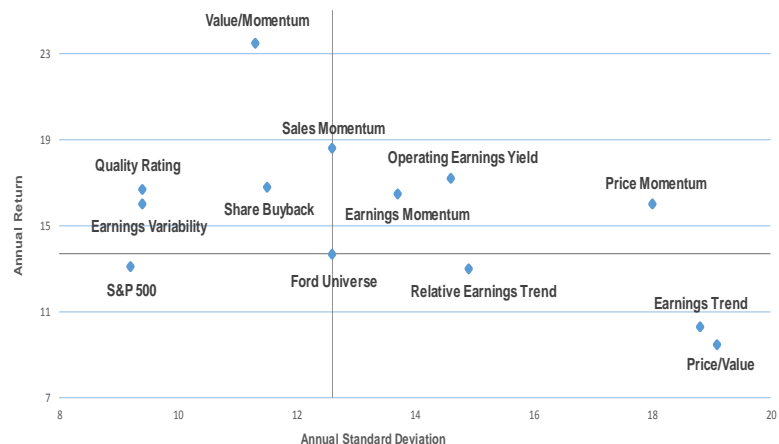 Value/Momentum
23
19
Sales Momentum
Operating Earnings Yield
Quality Rating
Price Momentum
Share Buyback
Earnings Momentum
Earnings Variability
15
Annual Return
Ford Universe
S&P 500
Relative Earnings Trend
Earnings Trend
11
Price/Value
7
8
10
12
14
16
18
20
Annual Standard Deviation